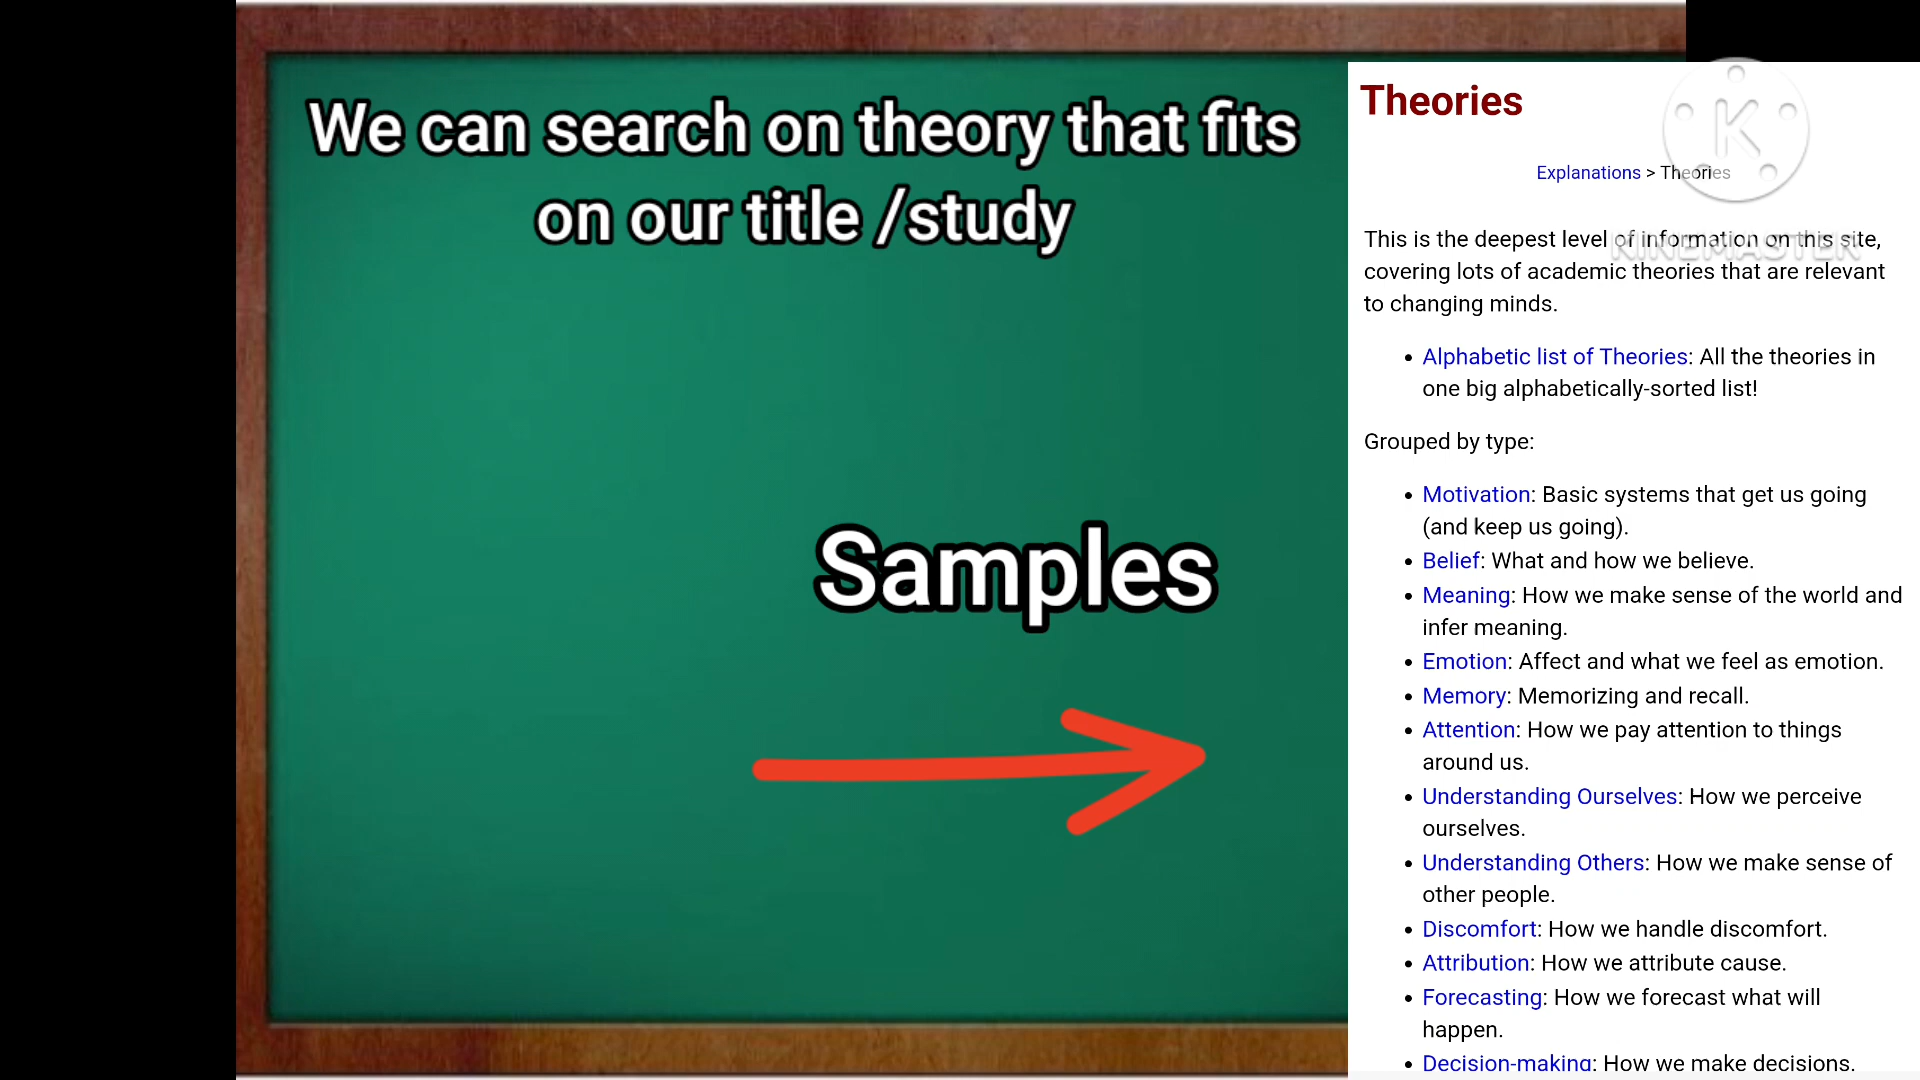 We can search on theory that fits
on our title /study
Samples
Theories
Explanations > Theories
This is the deepest level of information on this site,
covering lots of academic theories that are relevant
to changing minds.
• Alphabetic list of Theories: All the theories in
one big alphabetically-sorted list!
Grouped by type:
• Motivation: Basic systems that get us going
(and keep us going).
• Belief: What and how we believe.
• Meaning: How we make sense of the world and
infer meaning.
• Emotion: Affect and what we feel as emotion.
• Memory: Memorizing and recall.
• Attention: How we pay attention to things
around us.
• Understanding Ourselves: How we perceive
ourselves.
• Understanding Others: How we make sense of
other people.
• Discomfort: How we handle discomfort.
• Attribution: How we attribute cause.
• Forecasting: How we forecast what will
happen.
• Decision-making: How we make decisions.
K
KINEMASTER